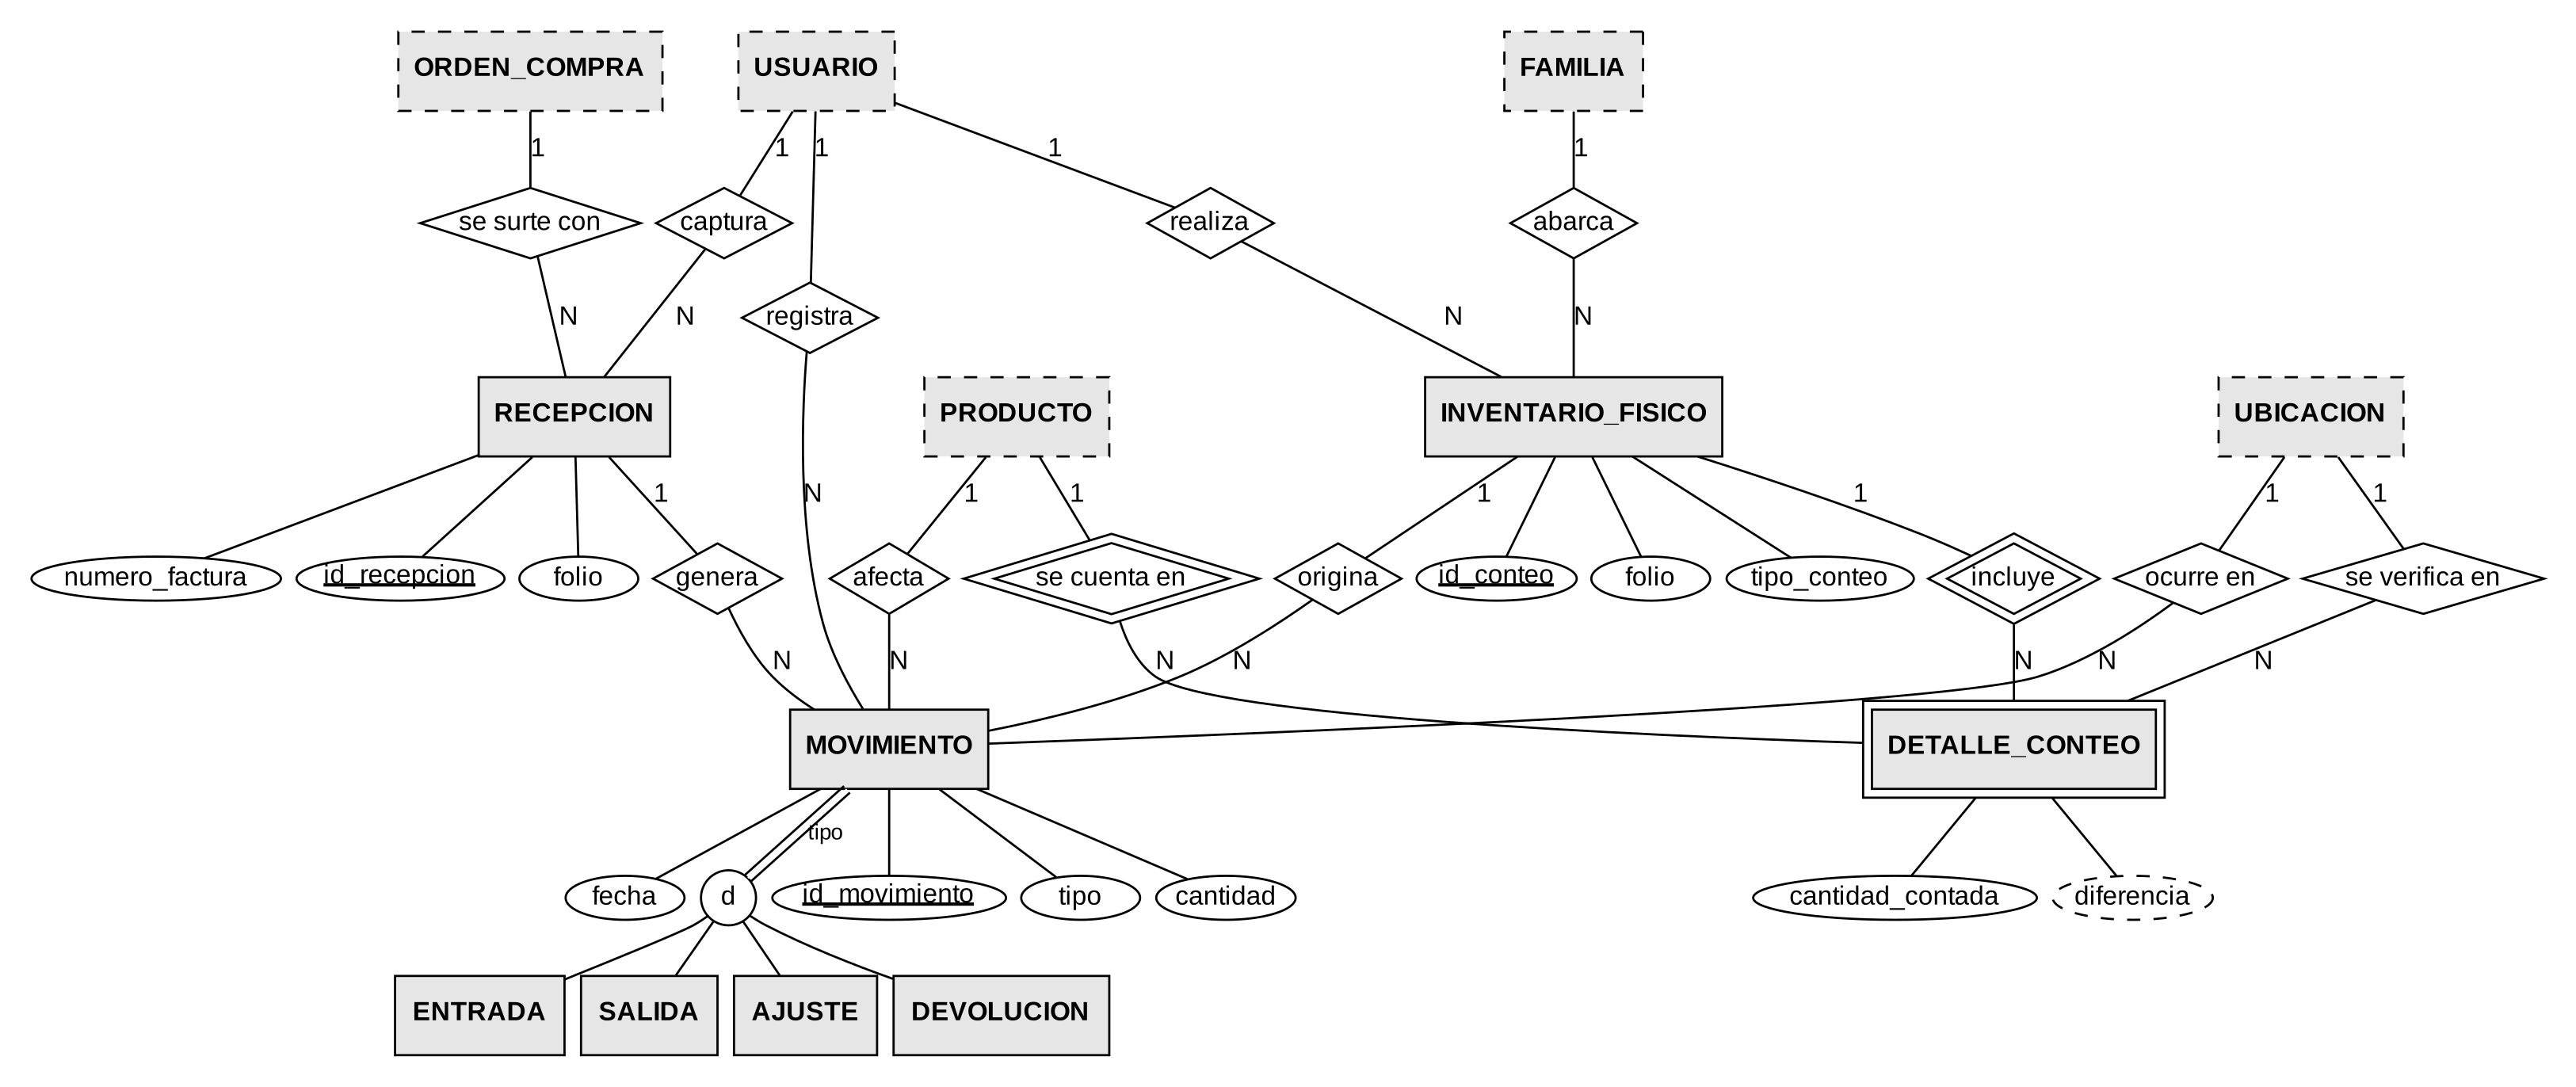 ORDEN_COMPRA
USUARIO
FAMILIA
1
1
1
1
1
se surte con
captura
realiza
abarca
N
N
registra
N
N
RECEPCION
PRODUCTO
INVENTARIO_FISICO
UBICACION
1
N
1
1
1
1
1
1
numero_factura
id_recepcion
folio
genera
afecta
se cuenta en
origina
id_conteo
folio
tipo_conteo
incluye
ocurre en
se verifica en
N
N
N
N
N
N
N
MOVIMIENTO
DETALLE_CONTEO
tipo
fecha
d
id_movimiento
tipo
cantidad
cantidad_contada
diferencia
ENTRADA
SALIDA
AJUSTE
DEVOLUCION